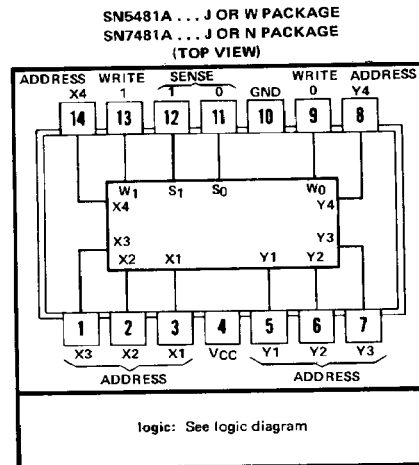 SN5481A . . . J OR W PACKAGE
SN7481A . . . J OR N PACKAGE
(TOP VIEW)
ADDRESS WRITE SENSE WRITE ADDRESS
X4 1 1 0 GND 0 Y4
14 13 12 11 10 9 8
W1 S1 S0 W0
X4 Y4
X3 Y3
X2 X1 Y1 Y2
1 2 3 4 5 6 7
X3 X2 X1 VCC Y1 Y2 Y3
ADDRESS ADDRESS
logic: See logic diagram